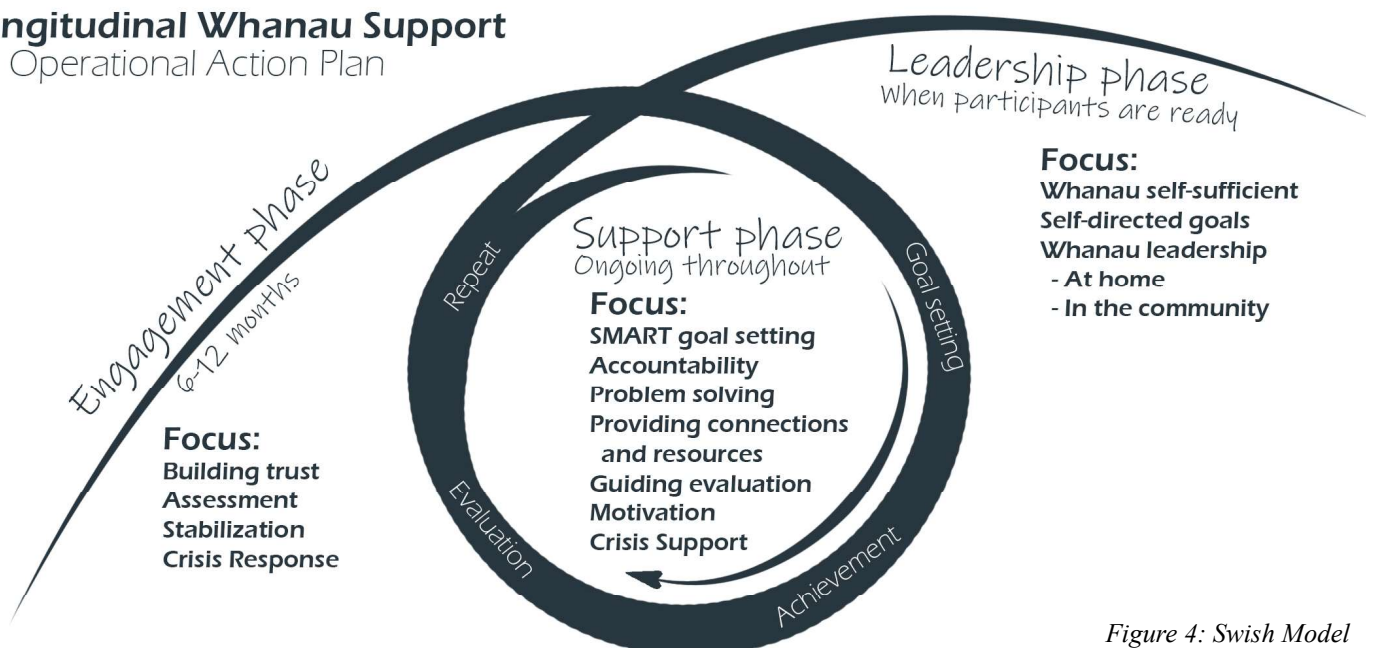 ngitudinal Whanau Support
Operational Action Plan
Engagement phase
6-12 months
Focus:
Building trust
Assessment
Stabilization
Crisis Response
Support phase
Ongoing throughout
Focus:
SMART goal setting
Accountability
Problem solving
Providing connections
and resources
Guiding evaluation
Motivation
Crisis Support
Goal setting
Achievement
Evaluation
Repeat
Leadership phase
When participants are ready
Focus:
Whanau self-sufficient
Self-directed goals
Whanau leadership
- At home
- In the community
Figure 4: Swish Model